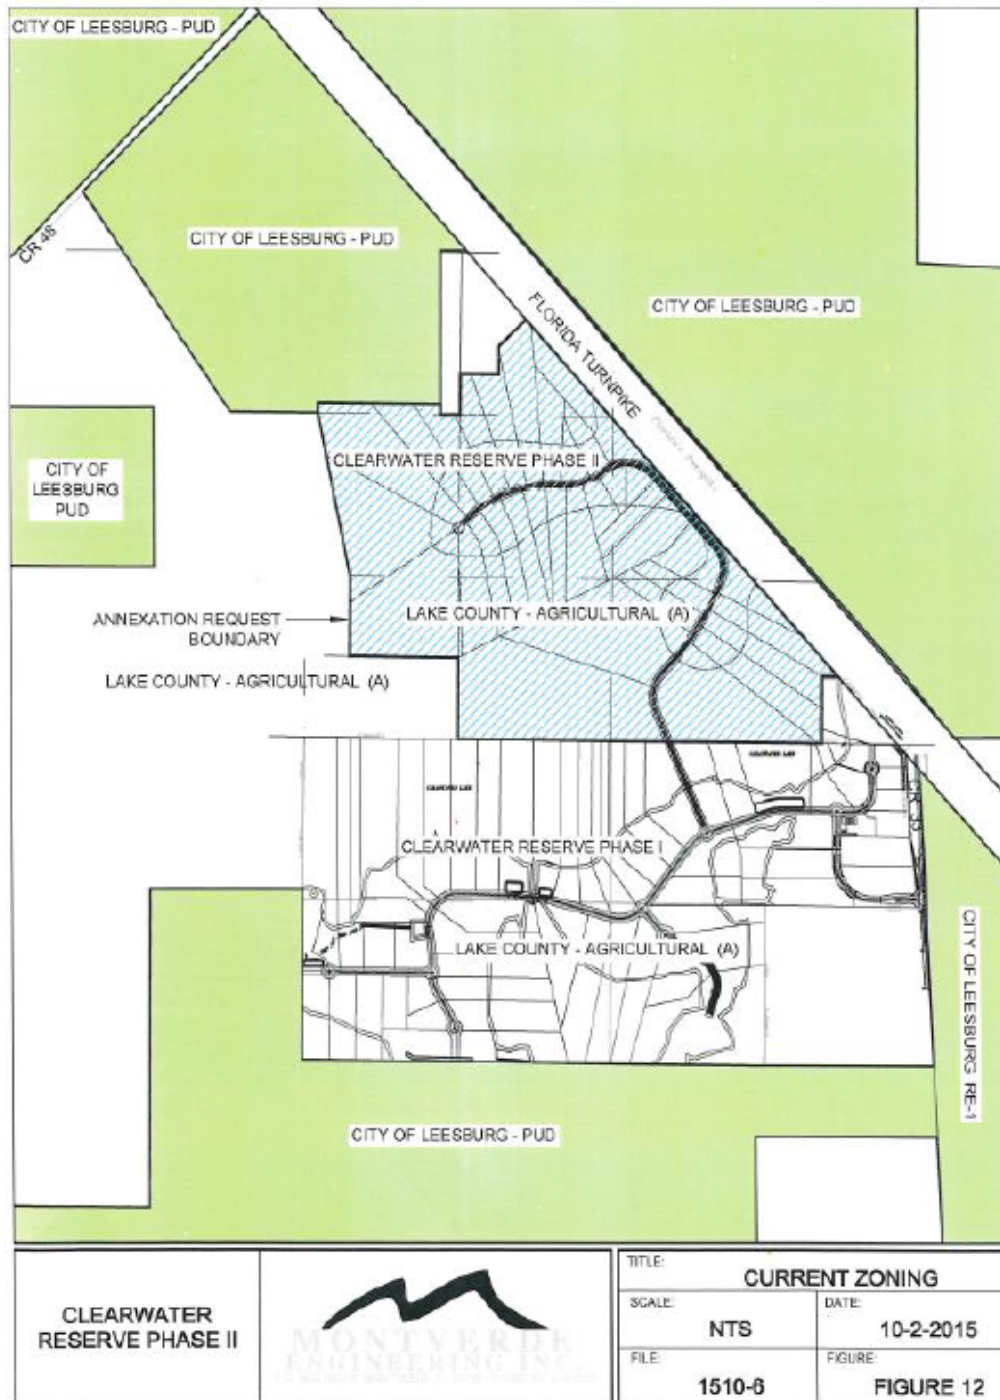 CITY OF LEESBURG - PUD
CR 48
CITY OF LEESBURG - PUD
CITY OF LEESBURG - PUD
FLORIDA TURNPIKE
CITY OF
LEESBURG
PUD
CLEARWATER RESERVE PHASE II
ANNEXATION REQUEST
BOUNDARY
LAKE COUNTY - AGRICULTURAL (A)
LAKE COUNTY - AGRICULTURAL (A)
CLEARWATER RESERVE PHASE I
LAKE COUNTY - AGRICULTURAL (A)
CITY OF LEESBURG RE-1
CITY OF LEESBURG - PUD
CLEARWATER
RESERVE PHASE II
MONTVERDE
ENGINEERING INC.
TITLE:
CURRENT ZONING
SCALE:
NTS
DATE:
10-2-2015
FILE:
1510-6
FIGURE:
FIGURE 12